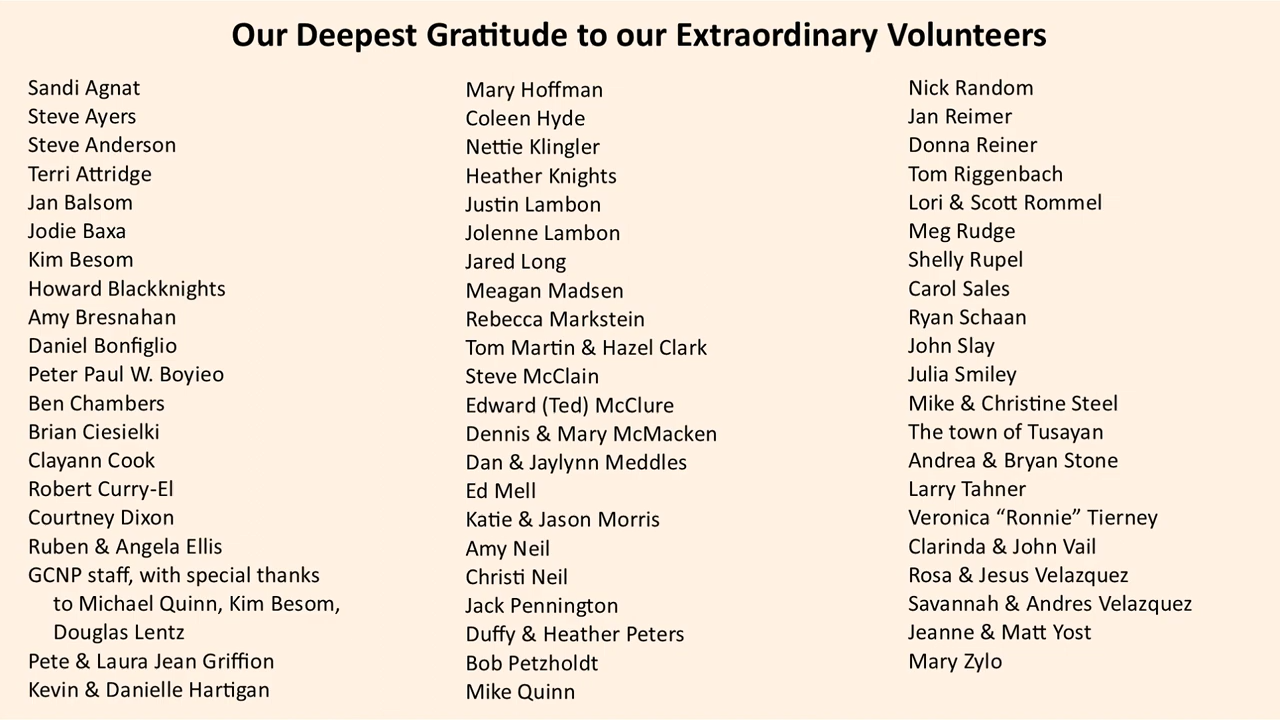 Our Deepest Gratitude to our Extraordinary Volunteers
Sandi Agnat
Steve Ayers
Steve Anderson
Terri Attridge
Jan Balsom
Jodie Baxa
Kim Besom
Howard Blackknights
Amy Bresnahan
Daniel Bonfiglio
Peter Paul W. Boyieo
Ben Chambers
Brian Ciesielki
Clayann Cook
Robert Curry-El
Courtney Dixon
Ruben & Angela Ellis
GCNP staff, with special thanks
to Michael Quinn, Kim Besom,
Douglas Lentz
Pete & Laura Jean Griffion
Kevin & Danielle Hartigan
Mary Hoffman
Coleen Hyde
Nettie Klingler
Heather Knights
Justin Lambon
Jolenne Lambon
Jared Long
Meagan Madsen
Rebecca Markstein
Tom Martin & Hazel Clark
Steve McClain
Edward (Ted) McClure
Dennis & Mary McMacken
Dan & Jaylynn Meddles
Ed Mell
Katie & Jason Morris
Amy Neil
Christi Neil
Jack Pennington
Duffy & Heather Peters
Bob Petzholdt
Mike Quinn
Nick Random
Jan Reimer
Donna Reiner
Tom Riggenbach
Lori & Scott Rommel
Meg Rudge
Shelly Rupel
Carol Sales
Ryan Schaan
John Slay
Julia Smiley
Mike & Christine Steel
The town of Tusayan
Andrea & Bryan Stone
Larry Tahner
Veronica “Ronnie” Tierney
Clarinda & John Vail
Rosa & Jesus Velazquez
Savannah & Andres Velazquez
Jeanne & Matt Yost
Mary Zylo